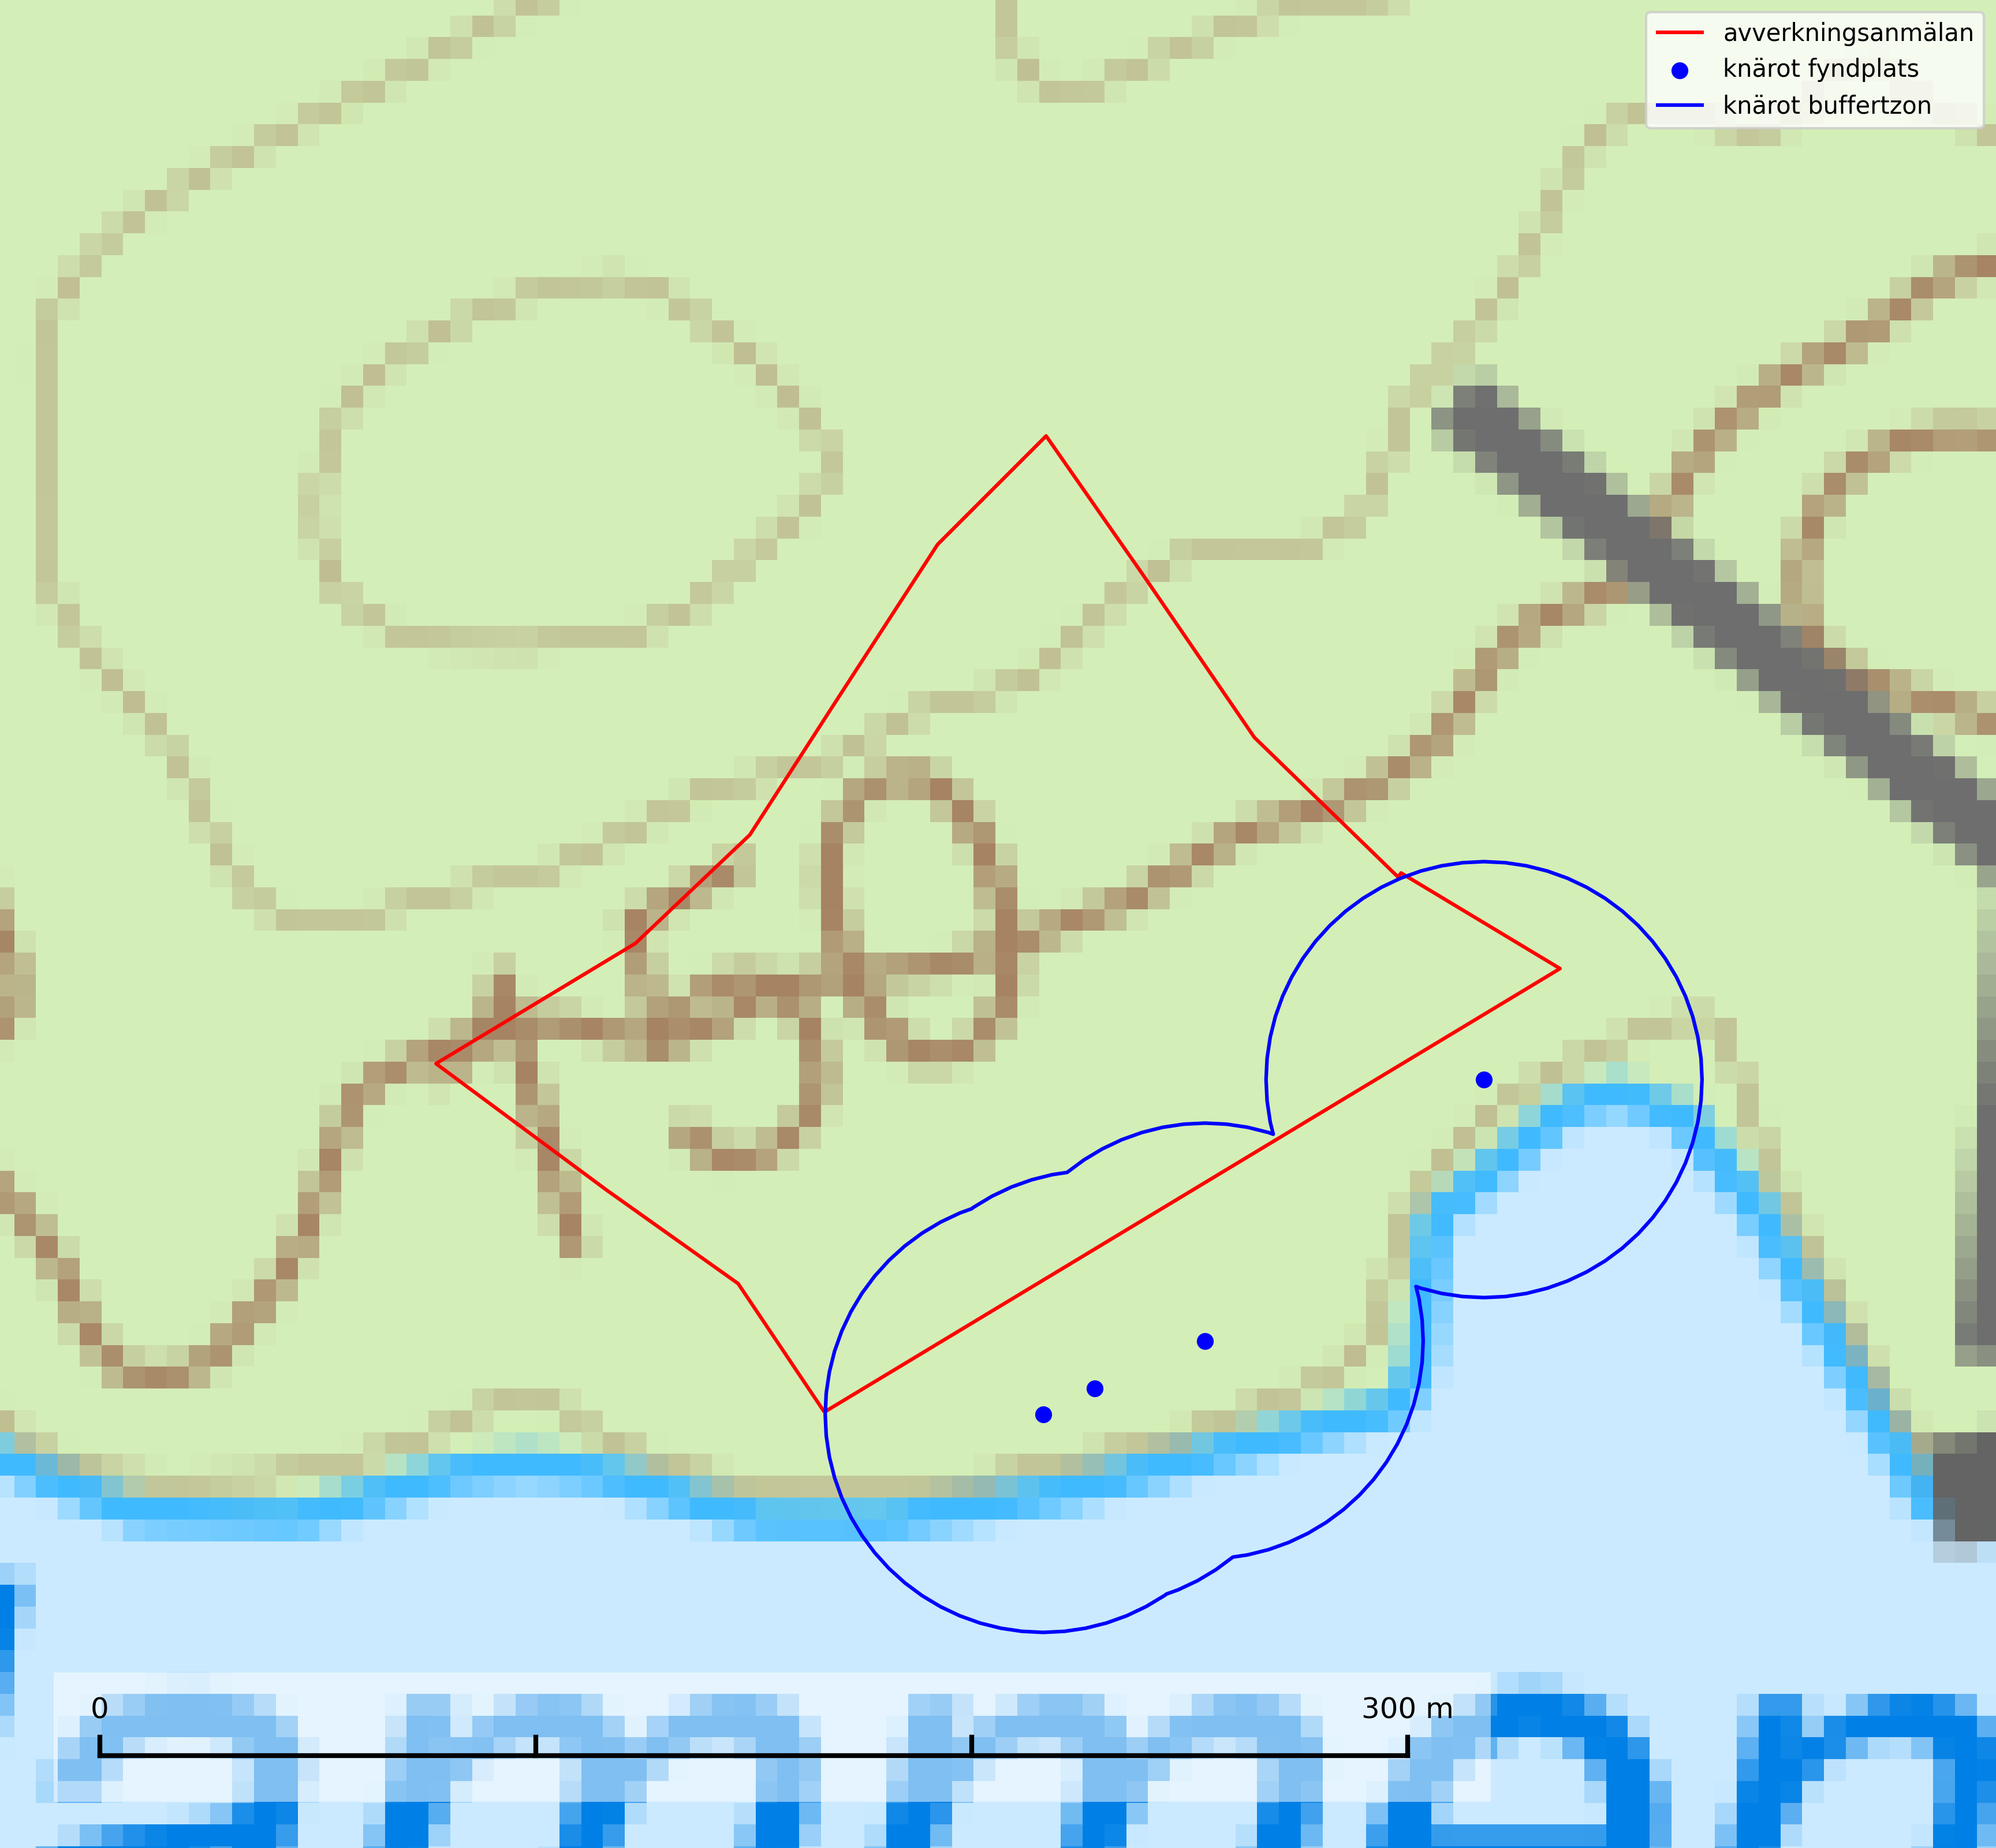 avverkningsanmälan
knärot fyndplats
knärot buffertzon
0 300 m